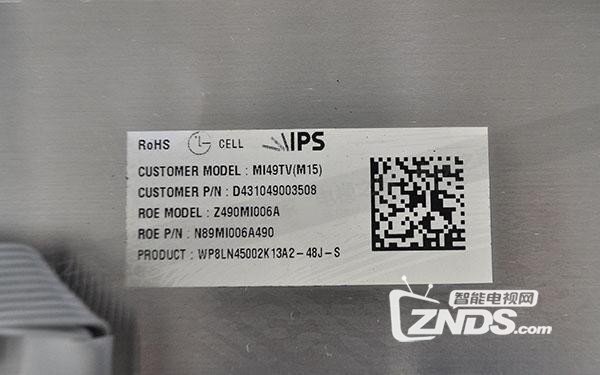 RoHS LG CELL IPS
CUSTOMER MODEL : MI49TV(M15)
CUSTOMER P/N : D431049003508
ROE MODEL : Z490MI006A
ROE P/N : N89MI006A490
PRODUCT : WP8LN45002K13A2-48J-S
智能电视网
ZNDS.com